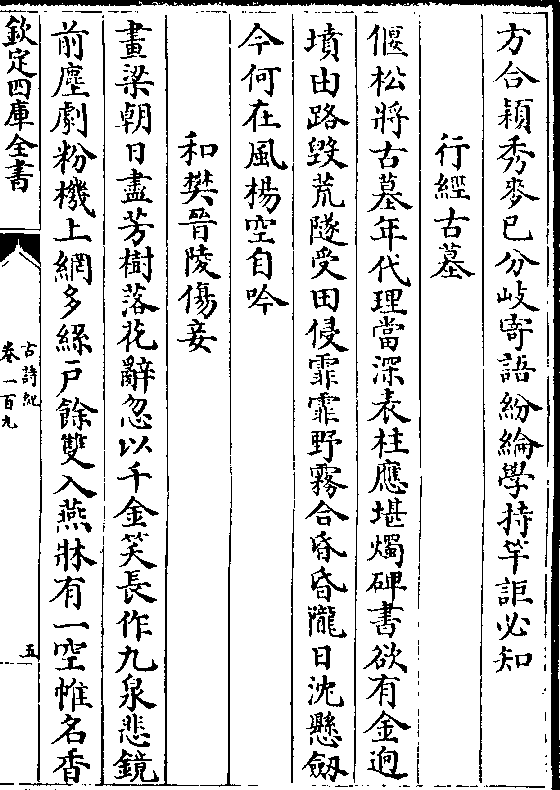 方合穎秀麥已分岐寄語紛綸學持竿詎必知
行經古墓
偃松將古墓年代理當深表柱應堪燭碑書欲有金迥
墳由路毀荒隧受田侵霏霏野霧合昏昏隴日沈懸劒
今何在風楊空自吟
和樊晉陵傷妾
畫梁朝日盡芳樹落花辭忽以千金笑長作九泉悲鏡
前塵劇粉機上網多絲戶餘雙入燕牀有一空帷名香
欽定四庫全書
古詩紀
卷一百九
五